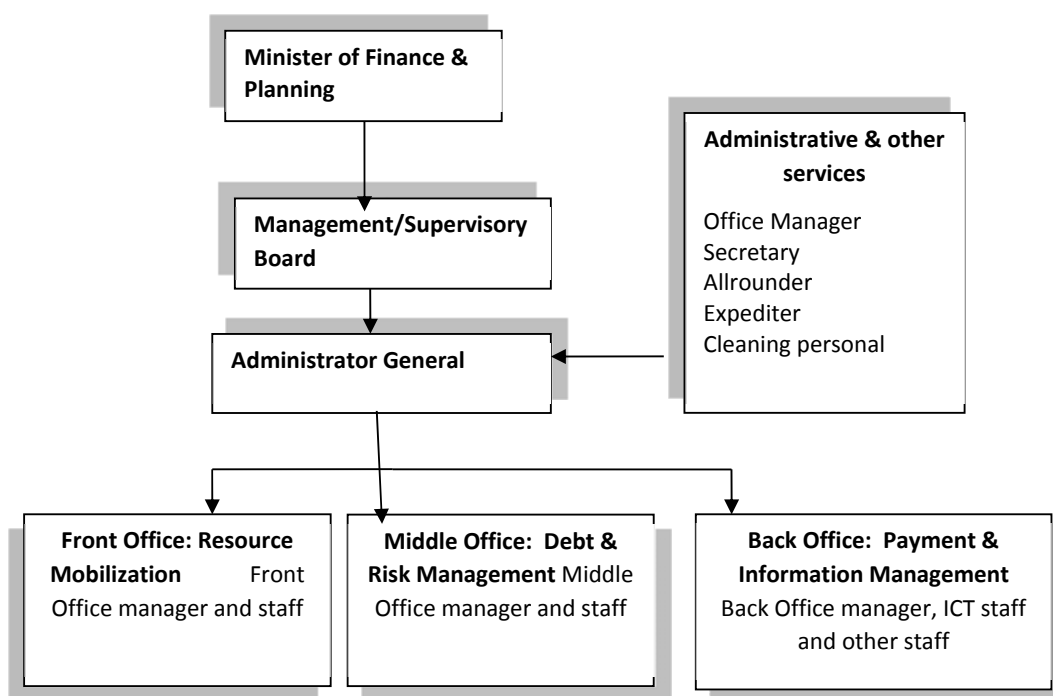 Minister of Finance &
Planning
Administrative & other
services
Office Manager
Secretary
Allrounder
Expediter
Cleaning personal
Management/Supervisory
Board
Administrator General
Front Office: Resource
Mobilization Front
Office manager and staff
Middle Office: Debt &
Risk Management Middle
Office manager and staff
Back Office: Payment &
Information Management
Back Office manager, ICT staff
and other staff